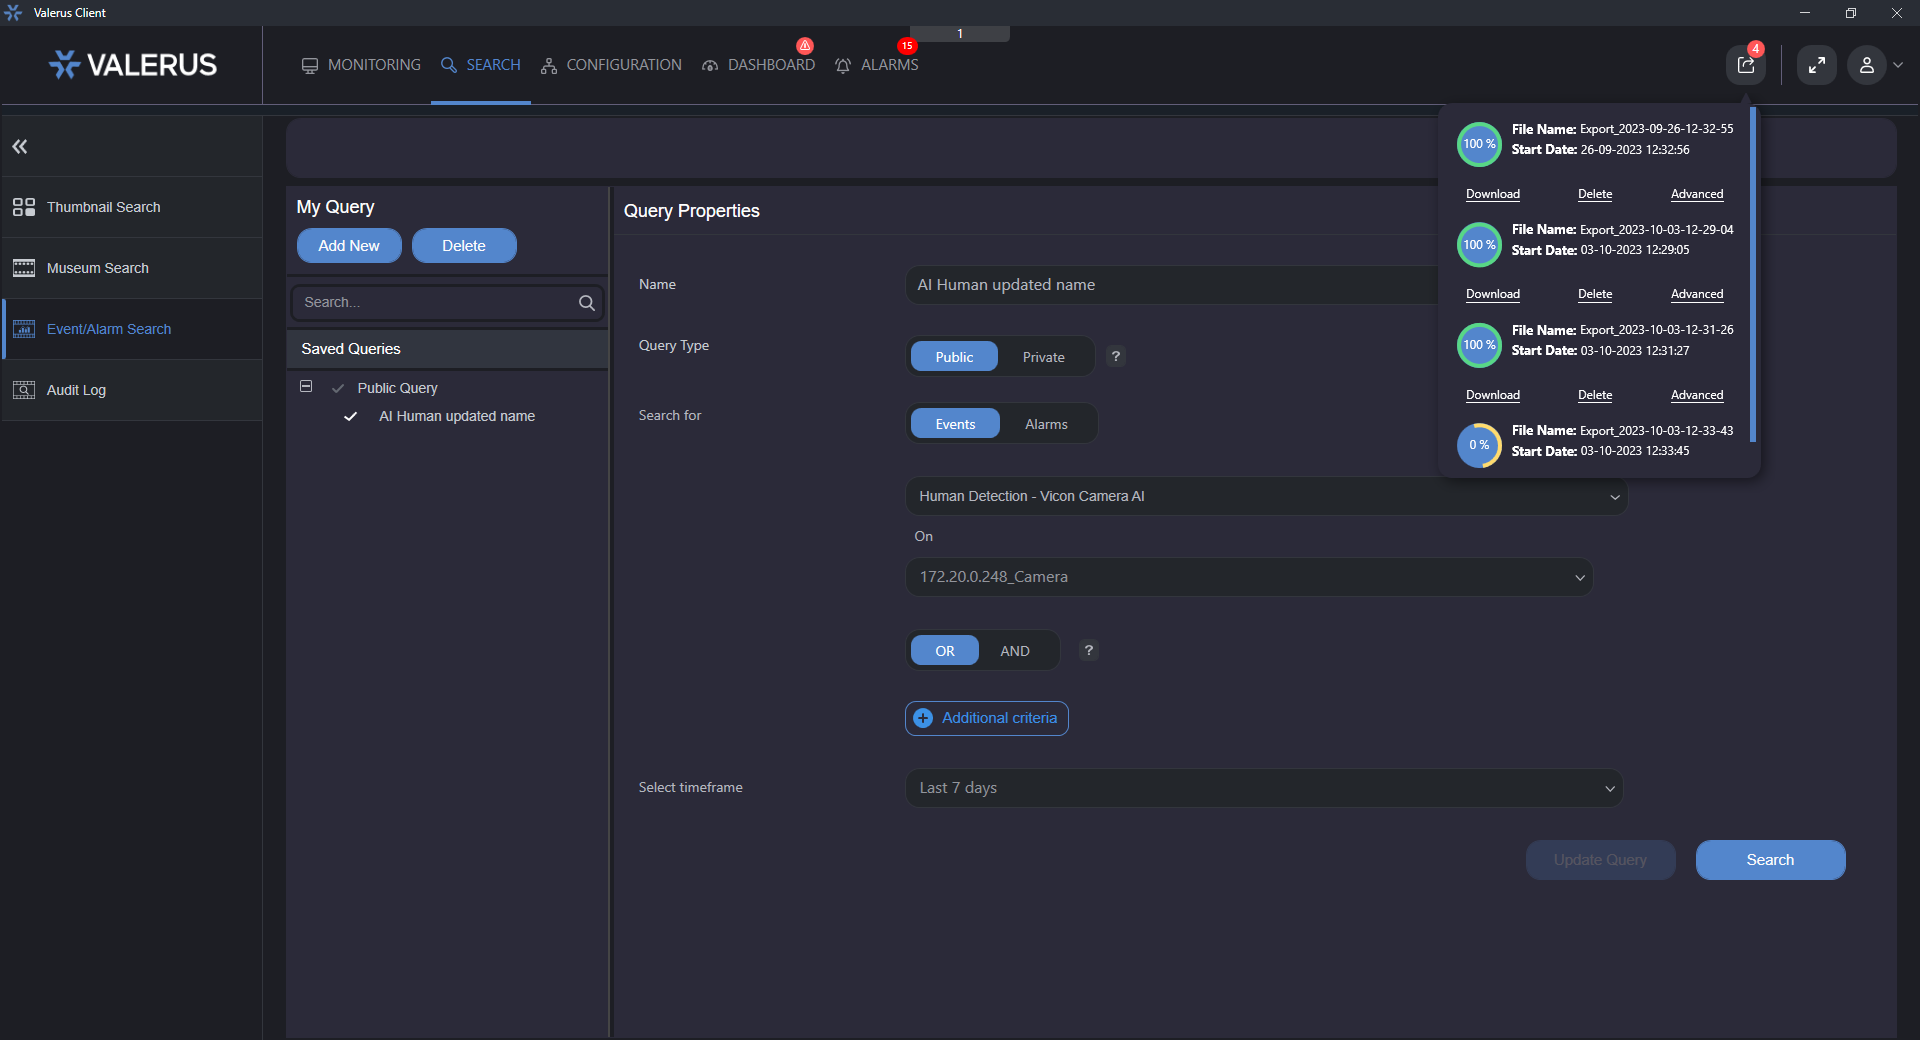 Valerus Client
VALERUS
MONITORING
SEARCH
CONFIGURATION
DASHBOARD
15
ALARMS
1
4
Thumbnail Search
Museum Search
Event/Alarm Search
Audit Log
My Query
Add New
Delete
Search...
Saved Queries
Public Query
AI Human updated name
Query Properties
Name
AI Human updated name
Query Type
Public
Private
?
Search for
Events
Alarms
Human Detection - Vicon Camera AI
On
172.20.0.248_Camera
OR
AND
?
Additional criteria
Select timeframe
Last 7 days
Update Query
Search
100 %
File Name: Export_2023-09-26-12-32-55
Start Date: 26-09-2023 12:32:56
Download
Delete
Advanced
100 %
File Name: Export_2023-10-03-12-29-04
Start Date: 03-10-2023 12:29:05
Download
Delete
Advanced
100 %
File Name: Export_2023-10-03-12-31-26
Start Date: 03-10-2023 12:31:27
Download
Delete
Advanced
0 %
File Name: Export_2023-10-03-12-33-43
Start Date: 03-10-2023 12:33:45